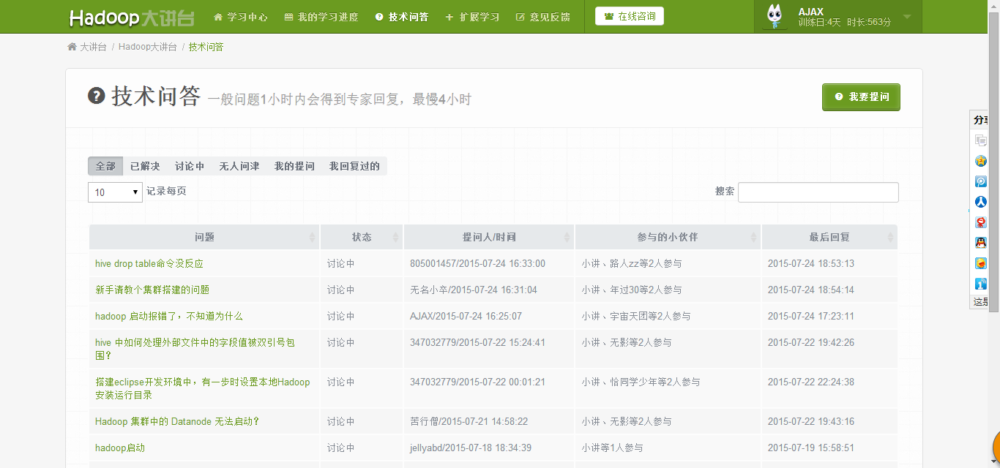 Hadoop大讲台 学习中心 我的学习进度 技术问答 扩展学习 意见反馈 在线咨询 AJAX
训练日:4天 时长:563分
大讲台 / Hadoop大讲台 / 技术问答
技术问答 一般问题1小时内会得到专家回复，最慢4小时 我要提问
分享
全部 已解决 讨论中 无人问津 我的提问 我回复过的
10 记录每页 搜索
问题 状态 提问人/时间 参与的小伙伴 最后回复
hive drop table命令没反应 讨论中 805001457/2015-07-24 16:33:00 小讲、路人zz等2人参与 2015-07-24 18:53:13
新手请教个集群搭建的问题 讨论中 无名小卒/2015-07-24 16:31:04 小讲、年过30等2人参与 2015-07-24 18:54:14
这是
hadoop 启动报错了，不知道为什么 讨论中 AJAX/2015-07-24 16:25:07 小讲、宇宙天团等2人参与 2015-07-24 17:23:11
hive 中如何处理外部文件中的字段值被双引号包 讨论中 347032779/2015-07-22 15:24:41 小讲、无影等2人参与 2015-07-22 19:42:26
围？
搭建eclipse开发环境中，有一步时设置本地Hadoop 讨论中 347032779/2015-07-22 00:01:21 小讲、恰同学少年等2人参与 2015-07-22 22:24:38
安装运行目录
Hadoop 集群中的 Datanode 无法启动？ 讨论中 苦行僧/2015-07-21 14:58:22 小讲、无影等2人参与 2015-07-22 19:43:16
hadoop启动 讨论中 jellyabd/2015-07-18 18:34:39 小讲等1人参与 2015-07-19 15:58:51